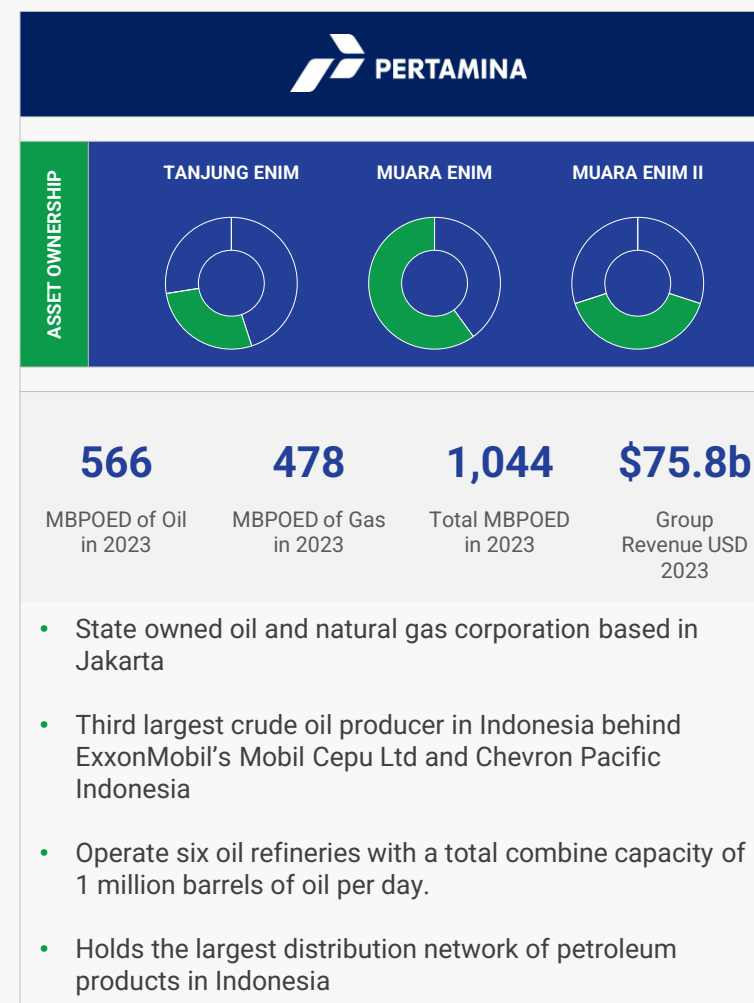 PERTAMINA
ASSET OWNERSHIP
TANJUNG ENIM
MUARA ENIM
MUARA ENIM II
566
MBPOED of Oil
in 2023
478
MBPOED of Gas
in 2023
1,044
Total MBPOED
in 2023
$75.8b
Group
Revenue USD
2023
• State owned oil and natural gas corporation based in
Jakarta
• Third largest crude oil producer in Indonesia behind
ExxonMobil’s Mobil Cepu Ltd and Chevron Pacific
Indonesia
• Operate six oil refineries with a total combine capacity of
1 million barrels of oil per day.
• Holds the largest distribution network of petroleum
products in Indonesia